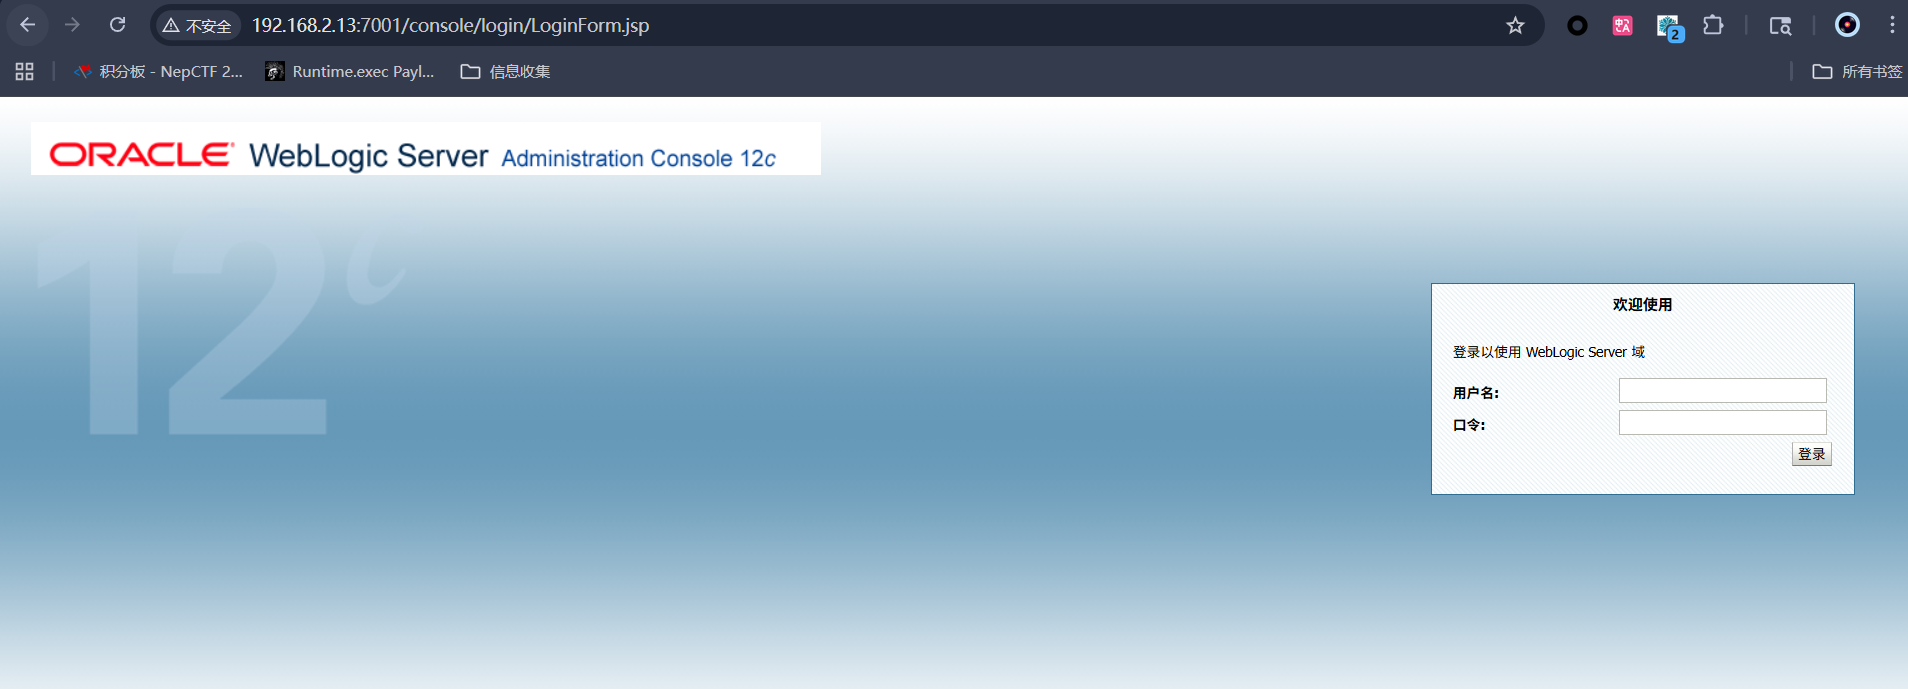 不安全 192.168.2.13:7001/console/login/LoginForm.jsp
2
积分板 - NepCTF 2... Runtime.exec Payl... 信息收集 所有书签
ORACLE WebLogic Server Administration Console 12c
12c
欢迎使用
登录以使用 WebLogic Server 域
用户名:
口令:
登录